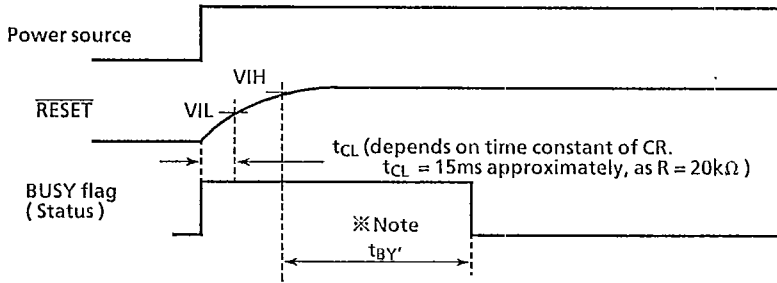 Power source
VIH
VIL
RESET
tCL (depends on time constant of CR.
tCL = 15ms approximately, as R = 20kΩ )
BUSY flag
( Status )
※Note
tBY'